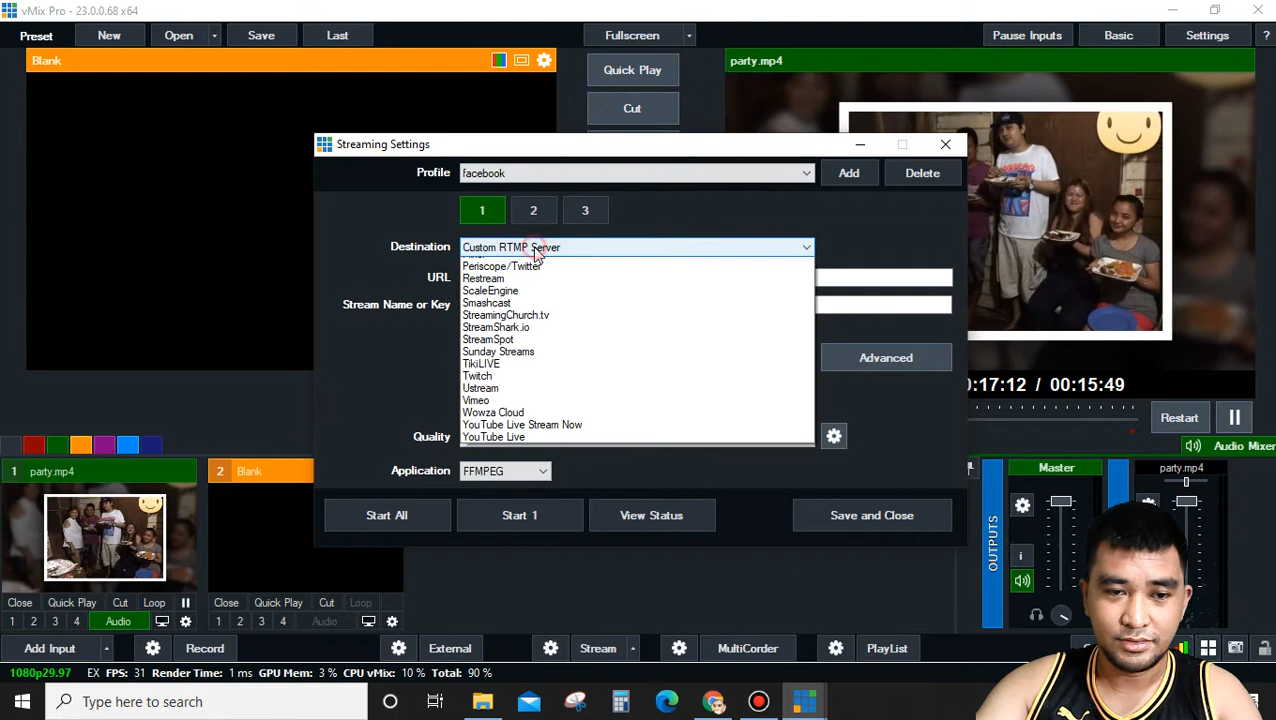 vMix Pro - 23.0.0.68 x64
Preset New Open Save Last Fullscreen Pause Inputs Basic Settings ?
Blank
party.mp4
Quick Play
Cut
Streaming Settings
Profile facebook Add Delete
1 2 3
Destination Custom RTMP Server
URL
Stream Name or Key
Periscope/Twitter
Restream
ScaleEngine
Smashcast
StreamingChurch.tv
StreamShark.io
StreamSpot
Sunday Streams
TikiLIVE
Twitch
Ustream
Vimeo
Wowza Cloud
YouTube Live Stream Now
YouTube Live
Advanced
Quality
Application FFMPEG
Start All Start 1 View Status Save and Close
:17:12 / 00:15:49
Restart
Audio Mixer
1 party.mp4
2 Blank
Master
party.mp4
OUTPUTS
i
Close Quick Play Cut Loop
Close Quick Play Cut Loop
1 2 3 4 Audio
1 2 3 4 Audio
Add Input Record External Stream MultiCorder PlayList
1080p29.97 EX FPS: 31 Render Time: 1 ms GPU Mem: 3 % CPU vMix: 10 % Total: 90 %
Type here to search